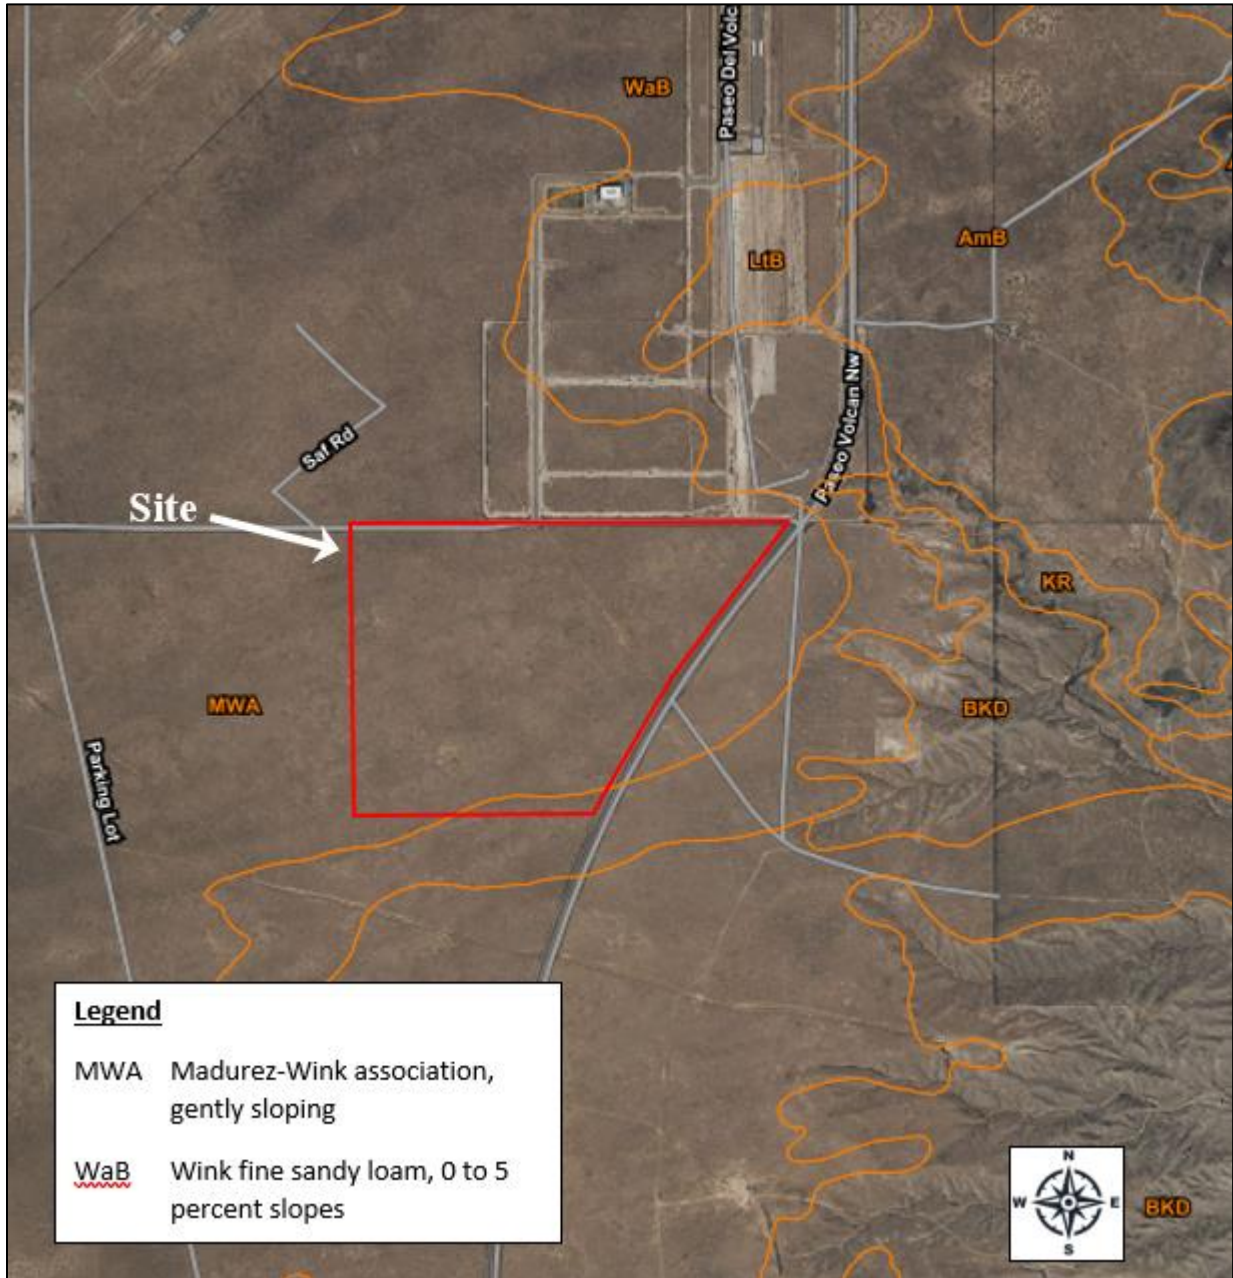 Paseo Del Volc
WaB
AmB
LtB
Paseo Volcan Nw
Saf Rd
Site
KR
MWA
BKD
Parking Lot
Legend
MWA Madurez-Wink association,
gently sloping
WaB Wink fine sandy loam, 0 to 5
percent slopes
N
W E
S
BKD